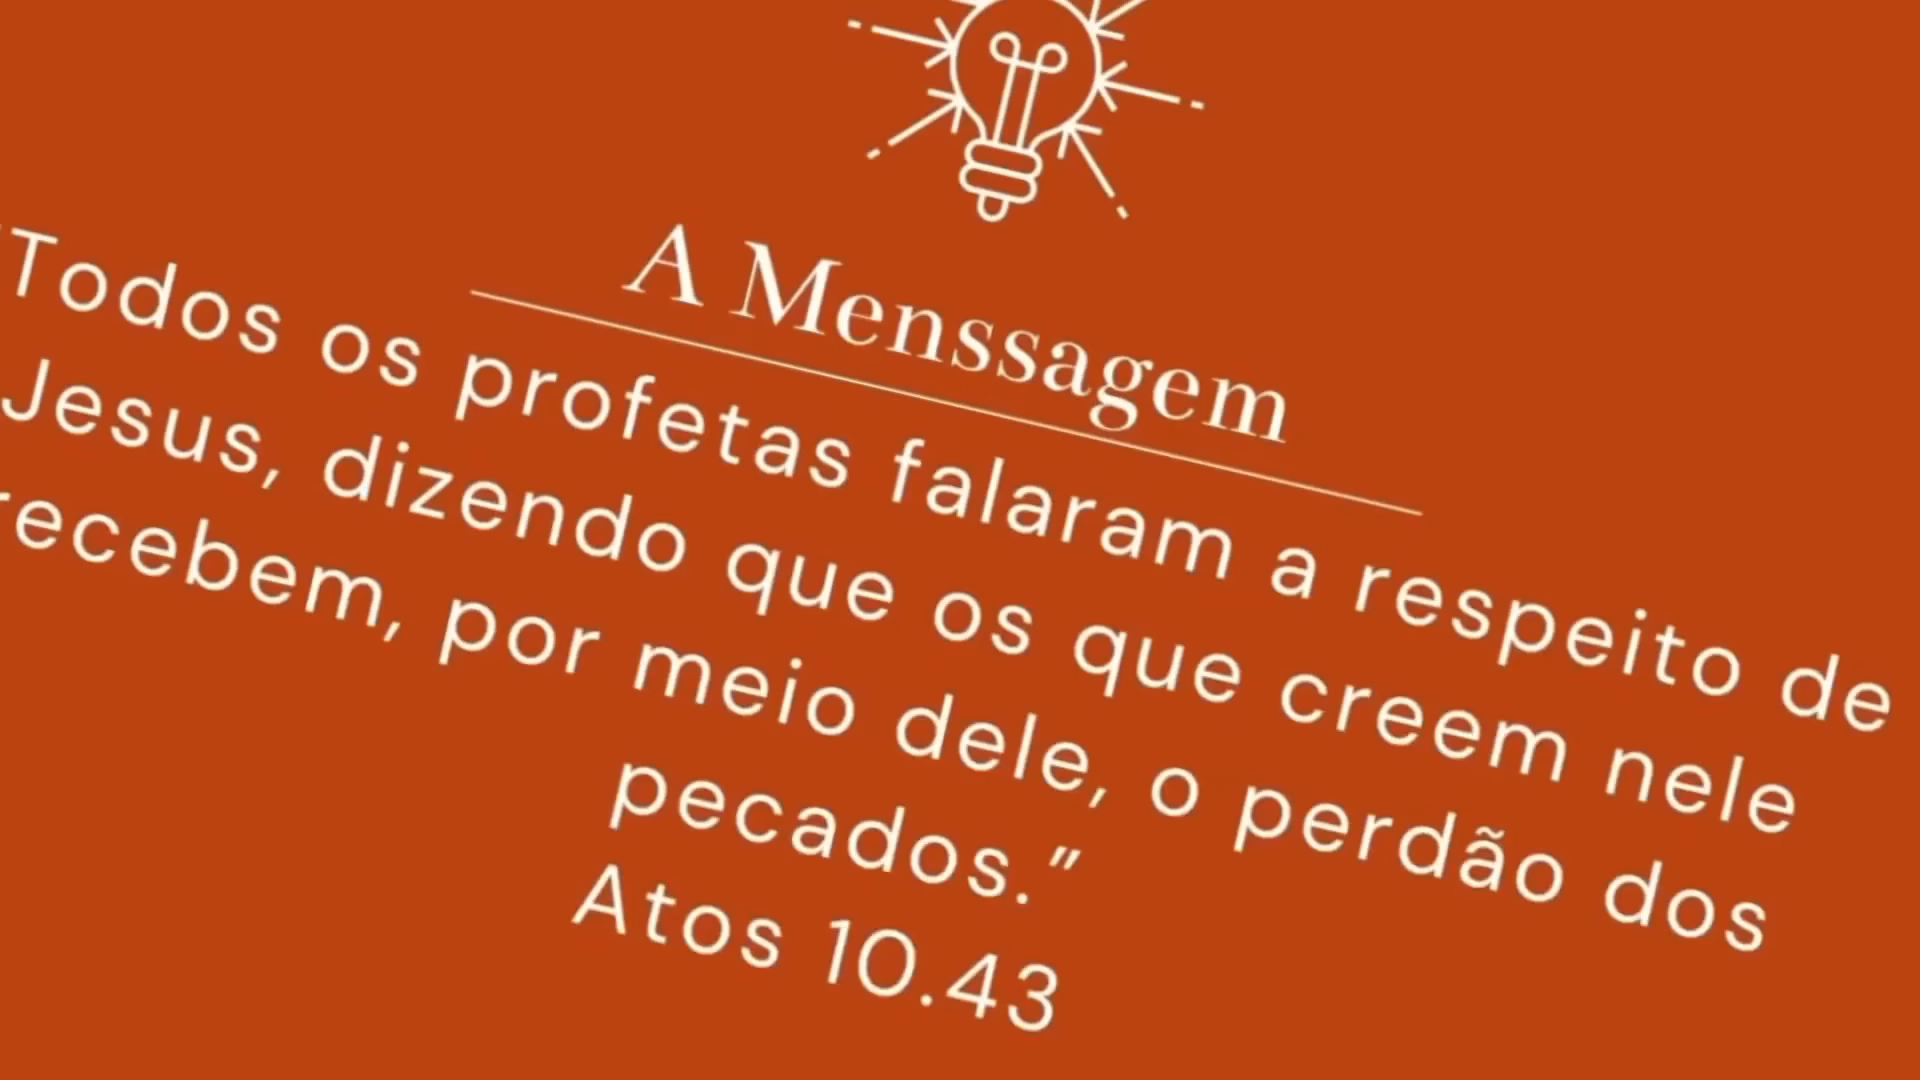 A Menssagem
"Todos os profetas falaram a respeito de
Jesus, dizendo que os que creem nele
recebem, por meio dele, o perdão dos
pecados."
Atos 10.43